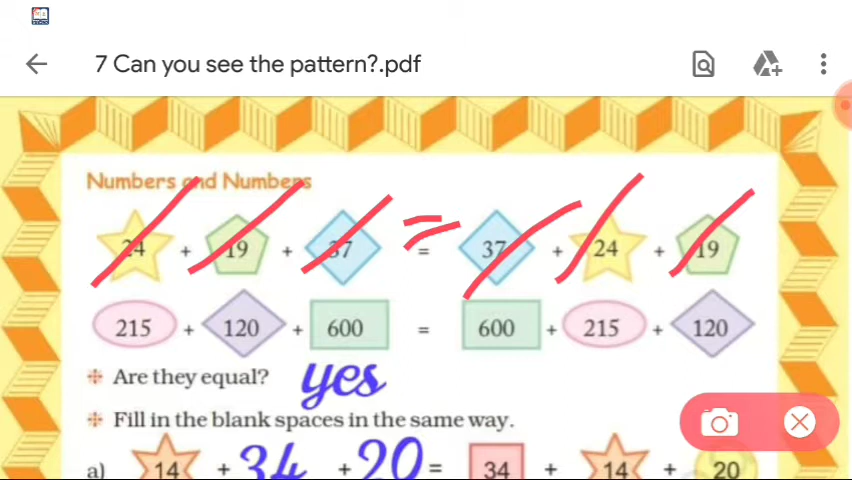 7 Can you see the pattern?.pdf
Numbers and Numbers
24 + 19 + 37 = 37 + 24 + 19
215 + 120 + 600 = 600 + 215 + 120
Are they equal? yes
Fill in the blank spaces in the same way.
a) 14 + 34 + 20 = 34 + 14 + 20